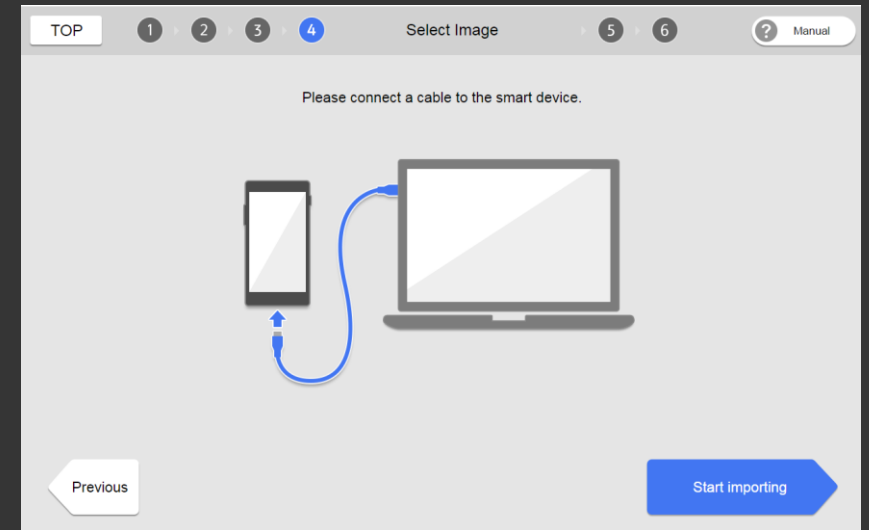 TOP 1 2 3 4 Select Image 5 6 ? Manual
Please connect a cable to the smart device.
Previous Start importing